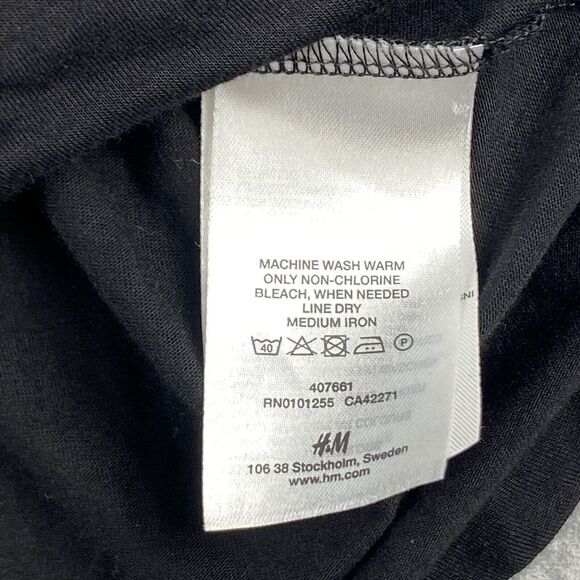 MACHINE WASH WARM
ONLY NON-CHLORINE
BLEACH, WHEN NEEDED
LINE DRY
MEDIUM IRON
40 P
407661
RN0101255 CA42271
H&M
106 38 Stockholm, Sweden
www.hm.com